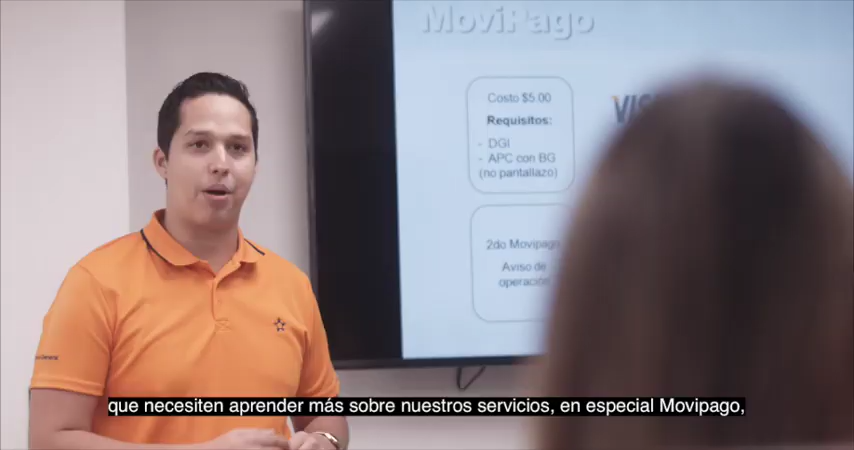 MoviPago
Costo $5.00
Requisitos:
- DGI
- APC con BG
(no pantallazo)
2do Movipago
Aviso de
operación
que necesiten aprender más sobre nuestros servicios, en especial Movipago,